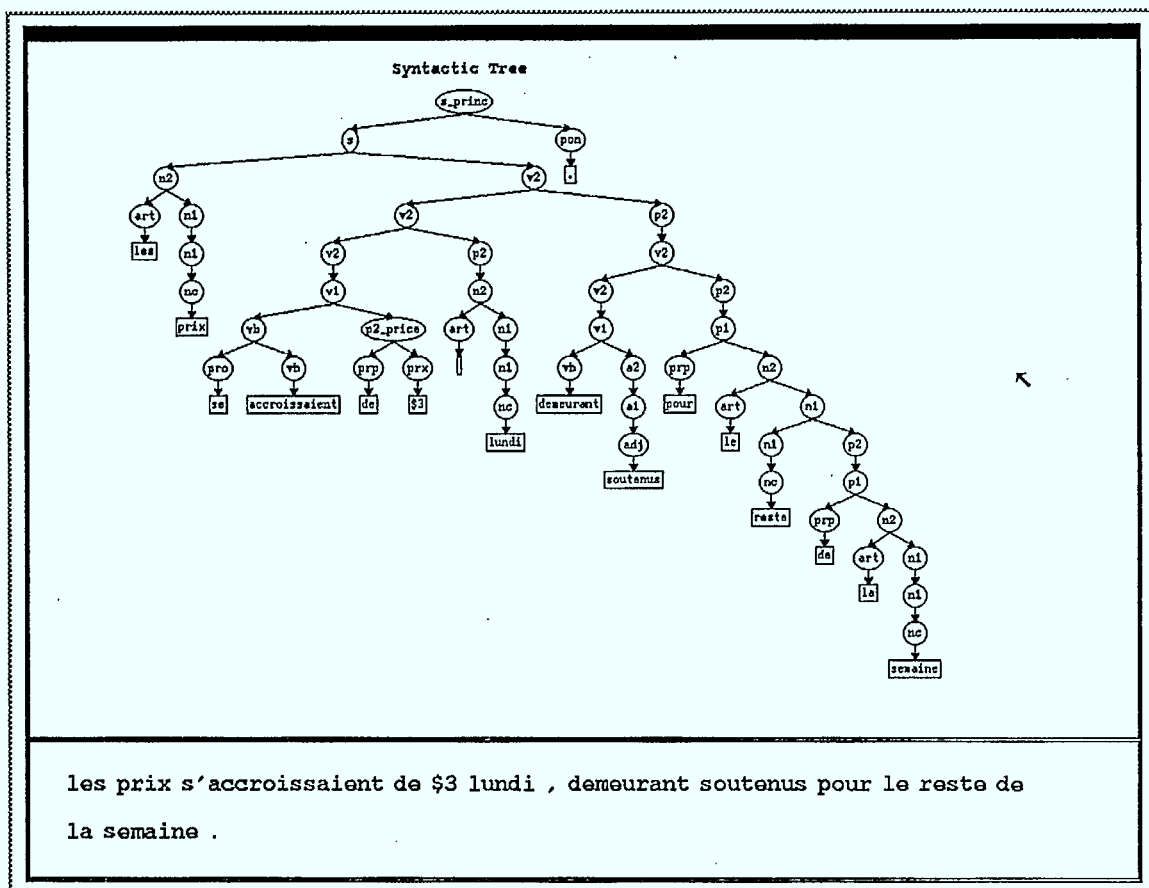 Syntactic Tree
s_princ
s pon
n2 v2 .
art n1 v2 p2
les n1 v2 p2 v2
nc v1 n2 v2 p2
prix vb p2_price art n1 v1 p1
pro vb prp prx n1 vb a2 prp n2
se accroissaient de $3 nc demeurant a1 pour art n1
lundi adj le n1 p2
soutenus nc p1
reste prp n2
de art n1
la n1
nc
semaine
les prix s'accroissaient de $3 lundi , demeurant soutenus pour le reste de
la semaine .